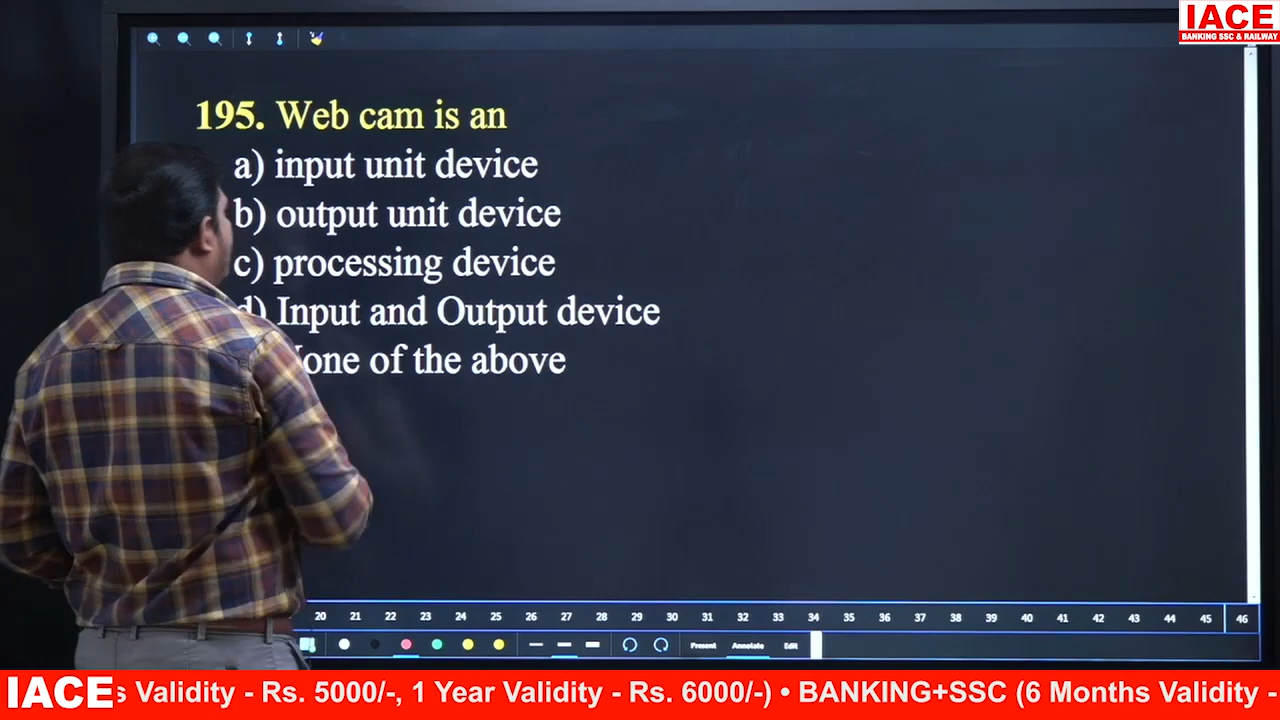 IACE
BANKING SSC & RAILWAY
195. Web cam is an
a) input unit device
b) output unit device
c) processing device
d) Input and Output device
one of the above
20 21 22 23 24 25 26 27 28 29 30 31 32 33 34 35 36 37 38 39 40 41 42 43 44 45 46
Present Annotate Edit
IACE s Validity - Rs. 5000/-, 1 Year Validity - Rs. 6000/-) • BANKING+SSC (6 Months Validity -